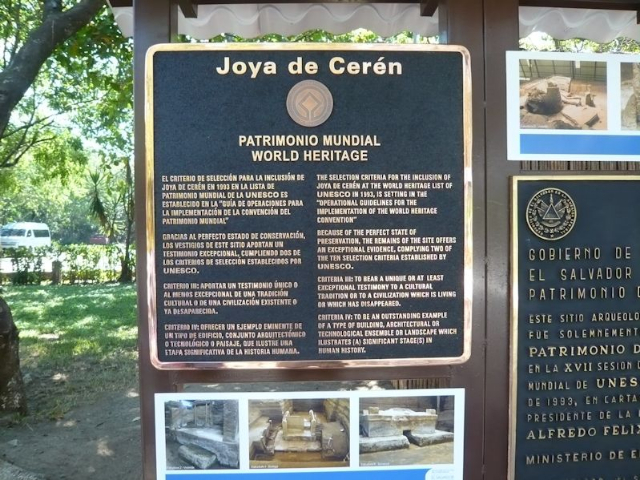 Joya de Cerén
PATRIMONIO MUNDIAL
WORLD HERITAGE
EL CRITERIO DE SELECCIÓN PARA LA INCLUSIÓN DE
JOYA DE CERÉN EN 1993 EN LA LISTA DE
PATRIMONIO MUNDIAL DE LA UNESCO ES
ESTABLECIDO EN LA "GUÍA DE OPERACIONES PARA
LA IMPLEMENTACIÓN DE LA CONVENCIÓN DEL
PATRIMONIO MUNDIAL"
GRACIAS AL PERFECTO ESTADO DE CONSERVACIÓN,
LOS VESTIGIOS DE ESTE SITIO APORTAN UN
TESTIMONIO EXCEPCIONAL, CUMPLIENDO DOS DE
LOS CRITERIOS DE SELECCIÓN ESTABLECIDOS POR
UNESCO.
CRITERIO III: APORTAR UN TESTIMONIO ÚNICO O
AL MENOS EXCEPCIONAL DE UNA TRADICIÓN
CULTURAL O DE UNA CIVILIZACIÓN EXISTENTE O
YA DESAPARECIDA.
CRITERIO IV: OFRECER UN EJEMPLO EMINENTE DE
UN TIPO DE EDIFICIO, CONJUNTO ARQUITECTÓNICO
O TECNOLÓGICO O PAISAJE, QUE ILUSTRE UNA
ETAPA SIGNIFICATIVA DE LA HISTORIA HUMANA.
THE SELECTION CRITERIA FOR THE INCLUSION OF
JOYA DE CERÉN AT THE WORLD HERITAGE LIST OF
UNESCO IN 1993, IS SETTING IN THE
"OPERATIONAL GUIDELINES FOR THE
IMPLEMENTATION OF THE WORLD HERITAGE
CONVENTION"
BECAUSE OF THE PERFECT STATE OF
PRESERVATION, THE REMAINS OF THE SITE OFFERS
AN EXCEPTIONAL EVIDENCE, COMPLYING TWO OF
THE TEN SELECTION CRITERIA ESTABLISHED BY
UNESCO.
CRITERIA III: TO BEAR A UNIQUE OR AT LEAST
EXCEPTIONAL TESTIMONY TO A CULTURAL
TRADITION OR TO A CIVILIZATION WHICH IS LIVING
OR WHICH HAS DISAPPEARED.
CRITERIA IV: TO BE AN OUTSTANDING EXAMPLE
OF A TYPE OF BUILDING, ARCHITECTURAL OR
TECHNOLOGICAL ENSEMBLE OR LANDSCAPE WHICH
ILUSTRATES (A) SIGNIFICANT STAGE(S) IN
HUMAN HISTORY.
GOBIERNO DE
EL SALVADOR
PATRIMONIO D
ESTE SITIO ARQUEOLO
FUE SOLEMNEMENT
PATRIMONIO D
EN LA XVII SESION
MUNDIAL DE UNES
DE 1993, EN CARTA
PRESIDENTE DE LA
ALFREDO FELIX
MINISTERIO DE E